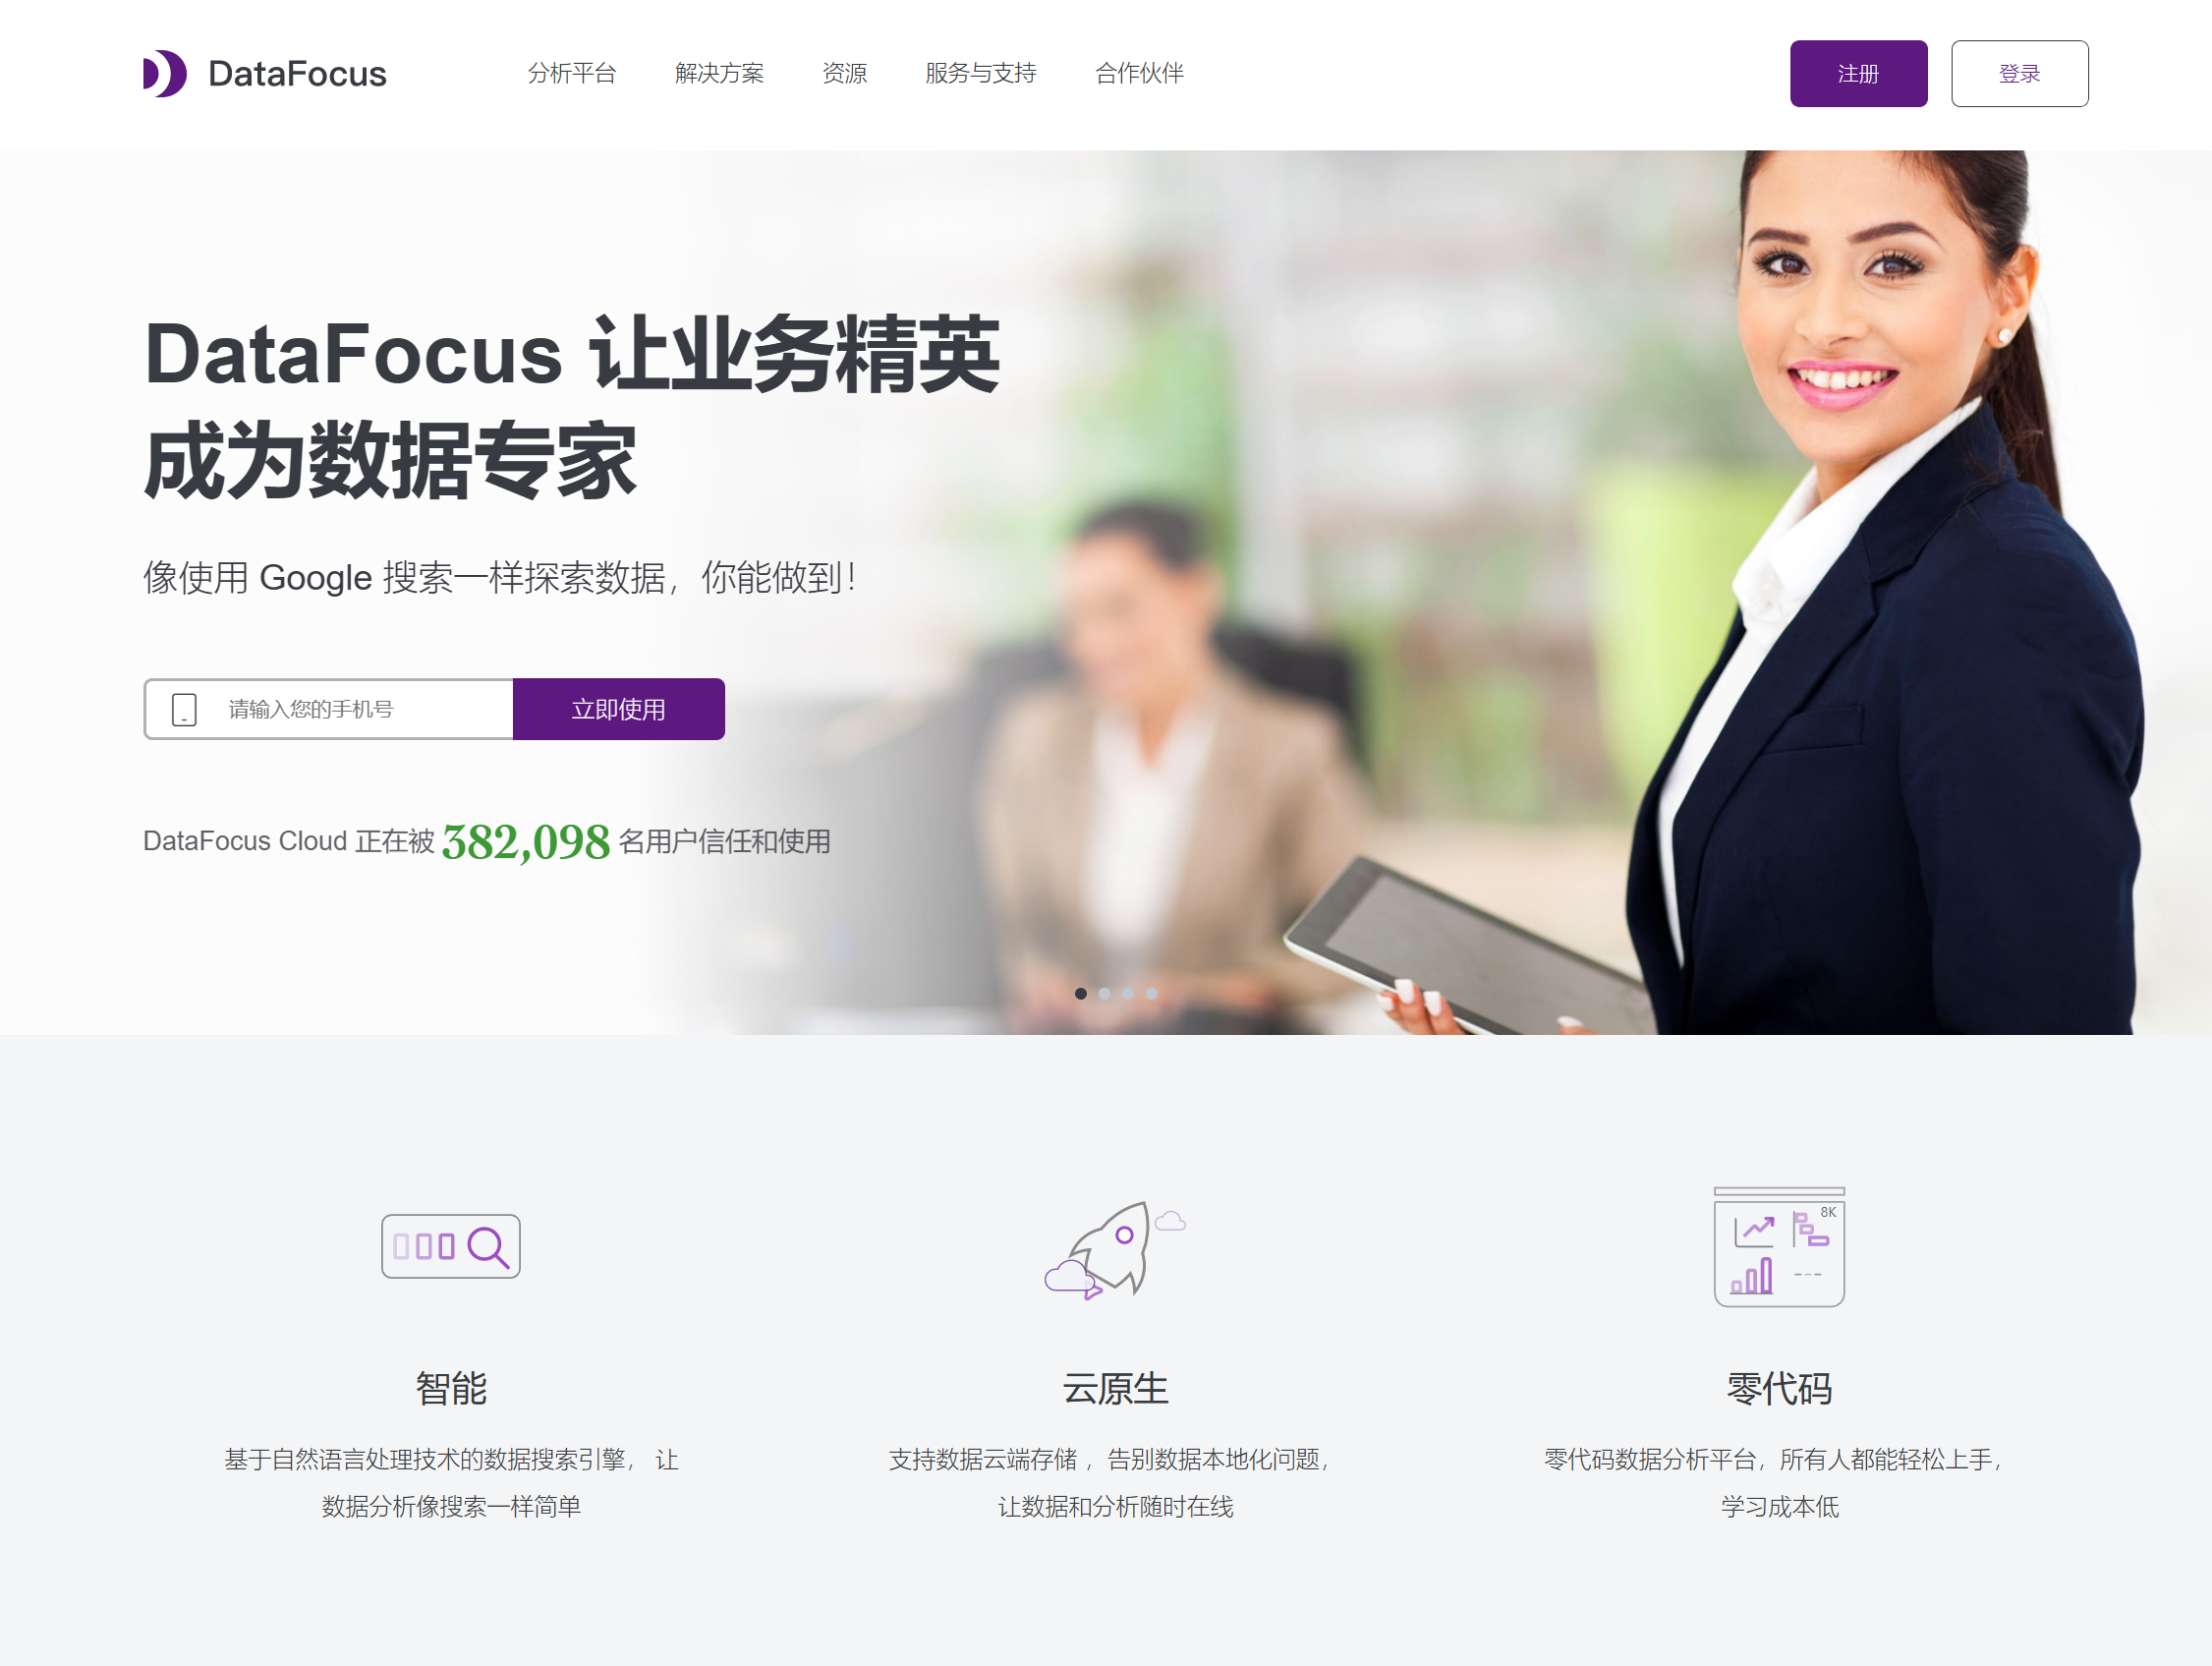 DataFocus
分析平台 解决方案 资源 服务与支持 合作伙伴 注册 登录
DataFocus 让业务精英
成为数据专家
像使用 Google 搜索一样探索数据，你能做到！
请输入您的手机号 立即使用
DataFocus Cloud 正在被 382,098 名用户信任和使用
8K
智能
基于自然语言处理技术的数据搜索引擎， 让
数据分析像搜索一样简单
云原生
支持数据云端存储 ，告别数据本地化问题，
让数据和分析随时在线
零代码
零代码数据分析平台，所有人都能轻松上手，
学习成本低